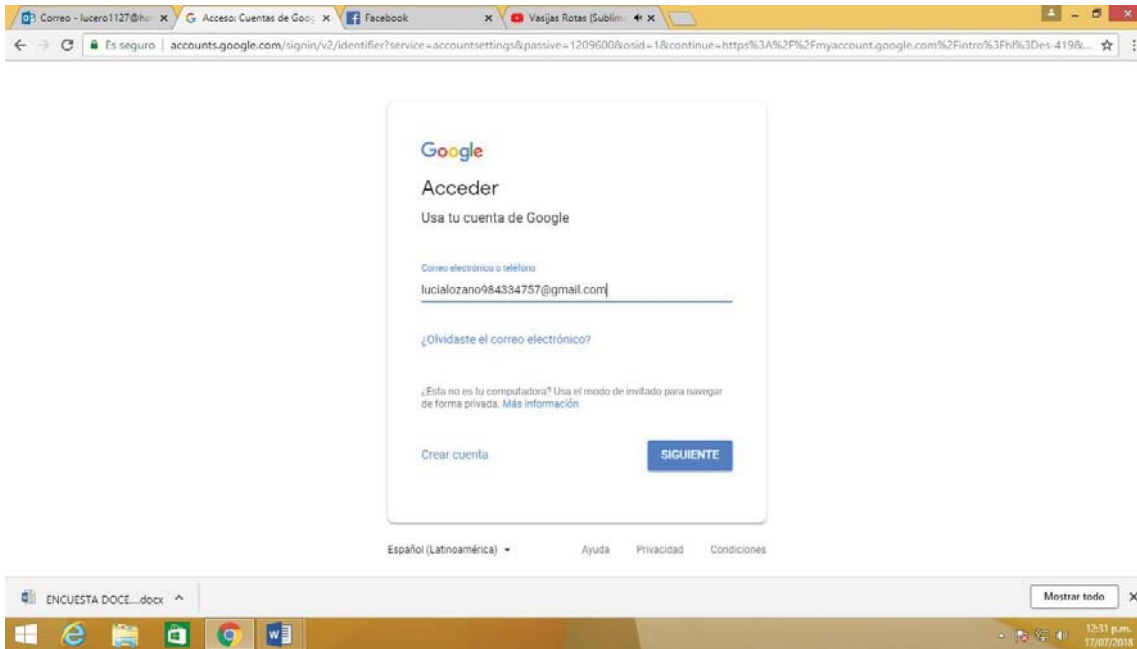 Correo - lucero1127@ho
Acceso: Cuentas de Goo
Facebook
Vasijas Rotas (Sublim
Es seguro
accounts.google.com/signin/v2/identifier?service=accountsettings&passive=1209600&osid=1&continue=https%3A%2F%2Fmyaccount.google.com%2Fintro%3Fhl%3Des-419&...
Google
Acceder
Usa tu cuenta de Google
Correo electrónico o teléfono
lucialozano984334757@gmail.com
¿Olvidaste el correo electrónico?
¿Esta no es tu computadora? Usa el modo de invitado para navegar
de forma privada. Más información
Crear cuenta SIGUIENTE
Español (Latinoamérica) Ayuda Privacidad Condiciones
ENCUESTA DOCE....docx Mostrar todo
12:31 p.m.
17/07/2018